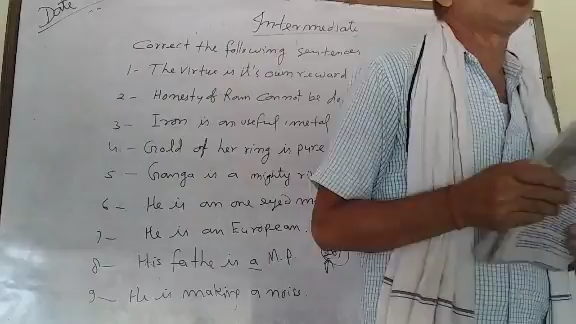 Date
Intermediate
Correct the following sentences
1- The virtue is it's own reward
2- Honesty of Ram cannot be do
3- Iron is an useful metal
4- Gold of her ring is pure
5- Ganga is a mighty
6- He is an one eyed m
7- He is an European.
8- His fathe is a M.P.
9- He is making a noise.